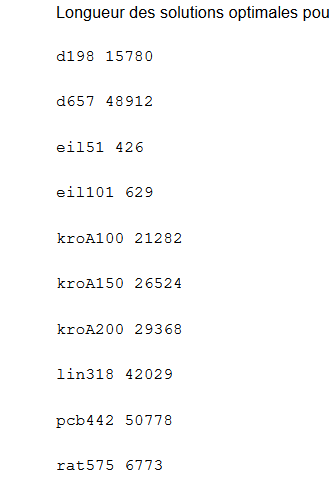 Longueur des solutions optimales pou
d198 15780
d657 48912
eil51 426
eil101 629
kroA100 21282
kroA150 26524
kroA200 29368
lin318 42029
pcb442 50778
rat575 6773